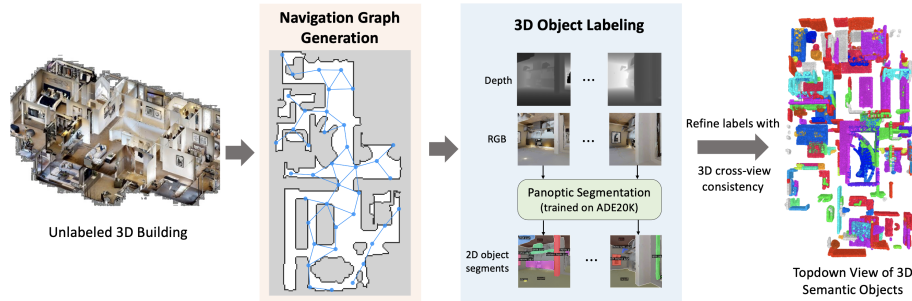 Unlabeled 3D Building
Navigation Graph
Generation
3D Object Labeling
Depth
...
RGB
...
Panoptic Segmentation
(trained on ADE20K)
2D object
segments
...
Refine labels with
3D cross-view
consistency
Topdown View of 3D
Semantic Objects